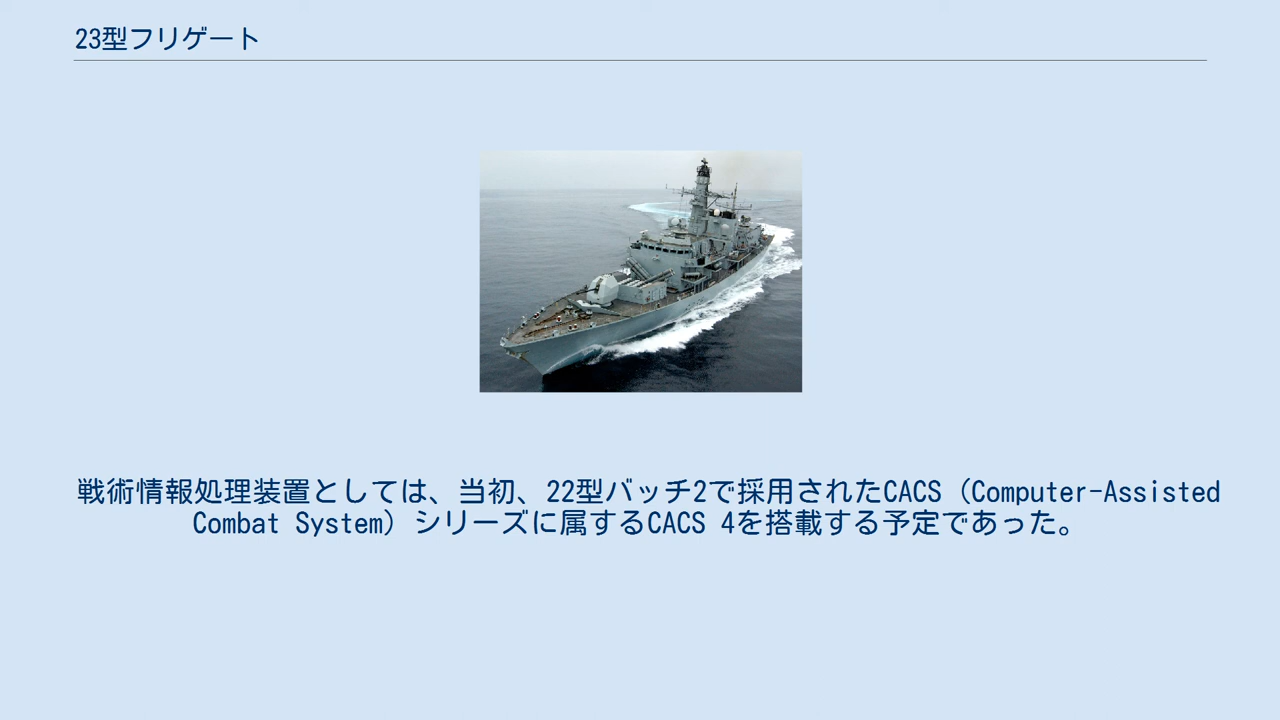 23型フリゲート
戦術情報処理装置としては、当初、22型バッチ2で採用されたCACS（Computer-Assisted
Combat System）シリーズに属するCACS 4を搭載する予定であった。